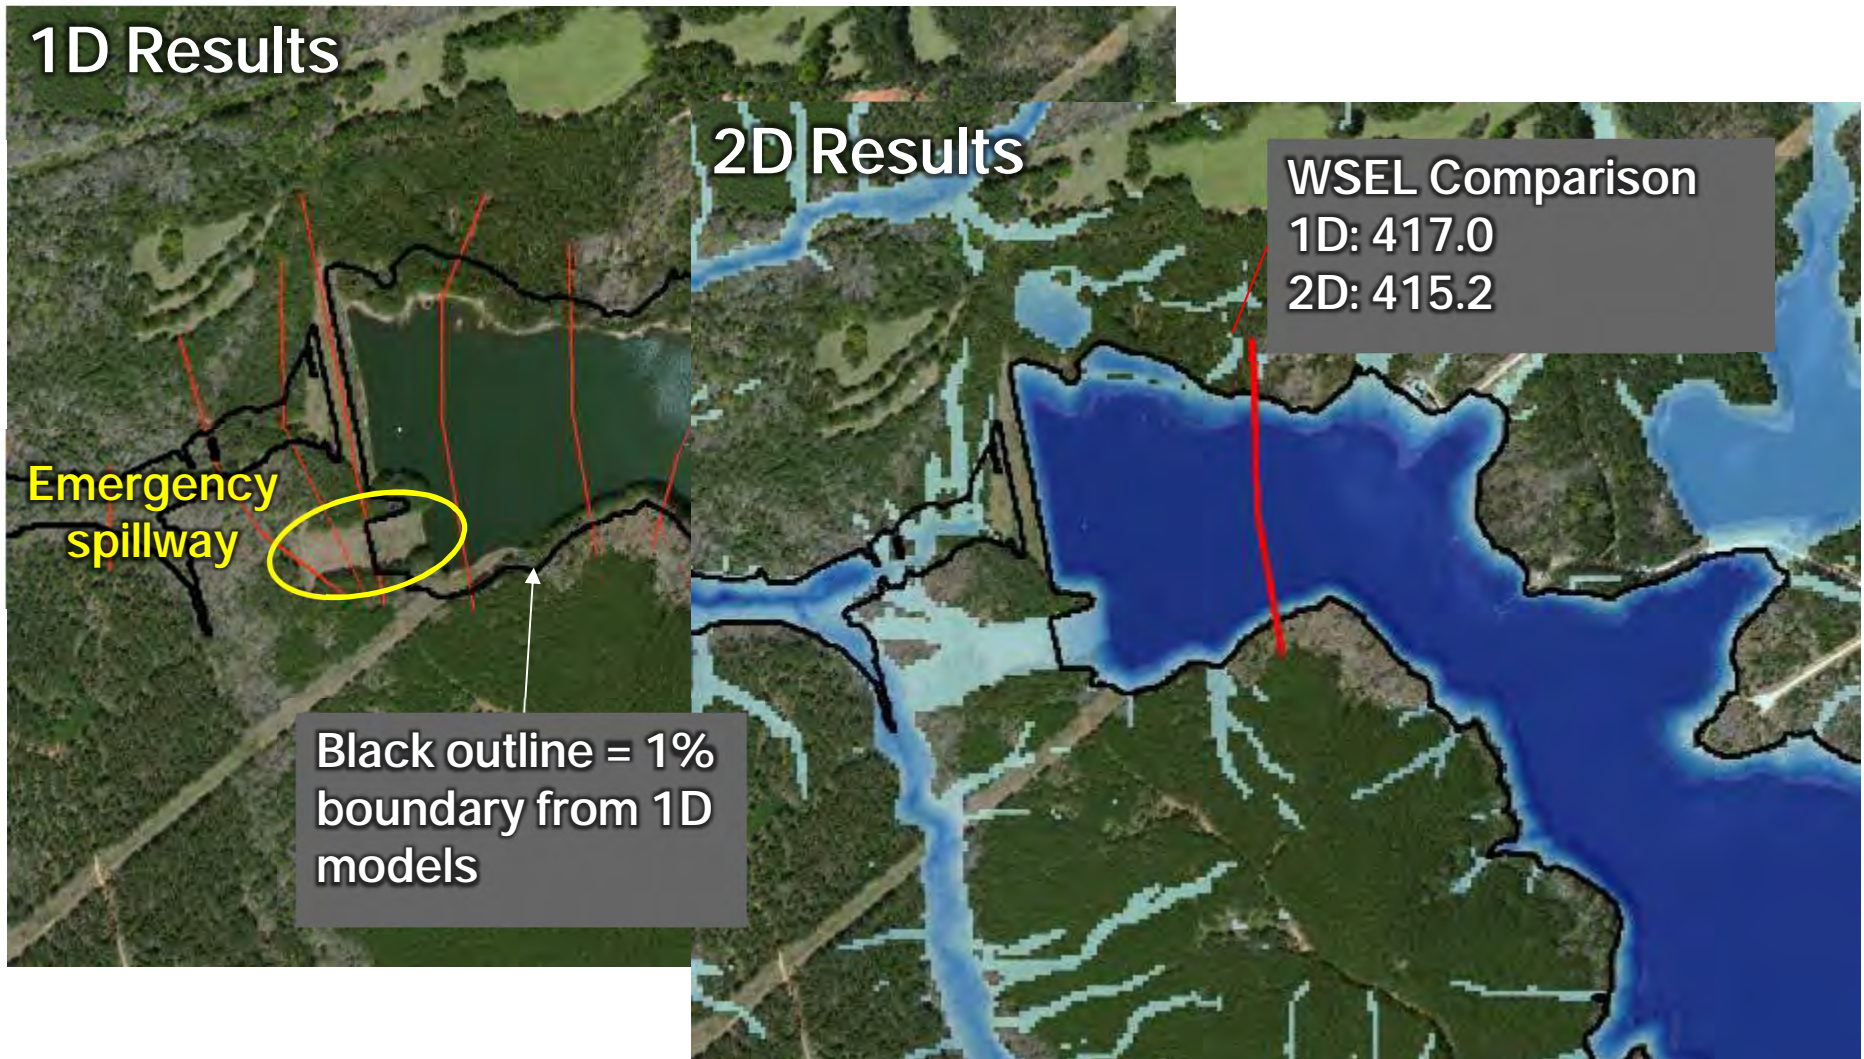 1D Results
2D Results
WSEL Comparison
1D: 417.0
2D: 415.2
Emergency
spillway
Black outline = 1%
boundary from 1D
models